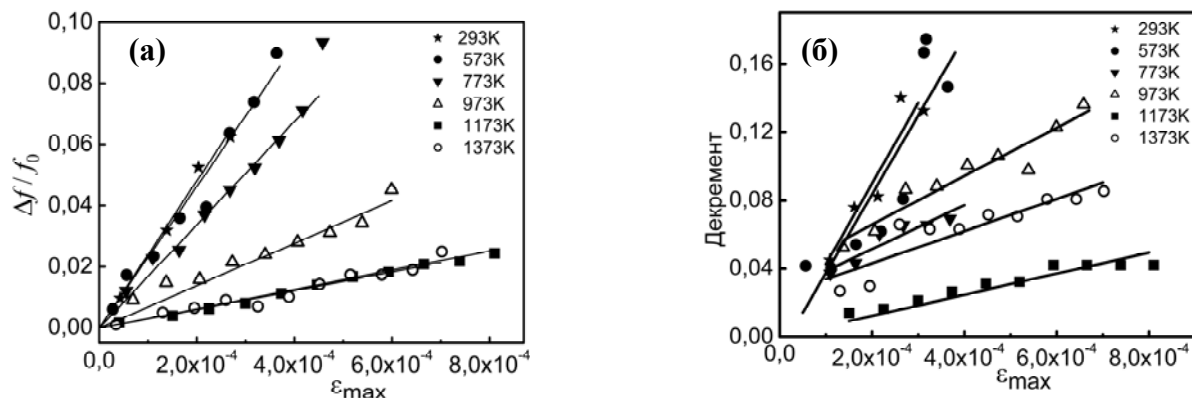 (а)
Δf / f₀
0,10
0,08
0,06
0,04
0,02
0,00
0,0
2,0x10⁻⁴
4,0x10⁻⁴
6,0x10⁻⁴
8,0x10⁻⁴
εmax
293K
573K
773K
973K
1173K
1373K
(б)
Декремент
0,16
0,12
0,08
0,04
0,00
0,0
2,0x10⁻⁴
4,0x10⁻⁴
6,0x10⁻⁴
8,0x10⁻⁴
εmax
293K
573K
773K
973K
1173K
1373K